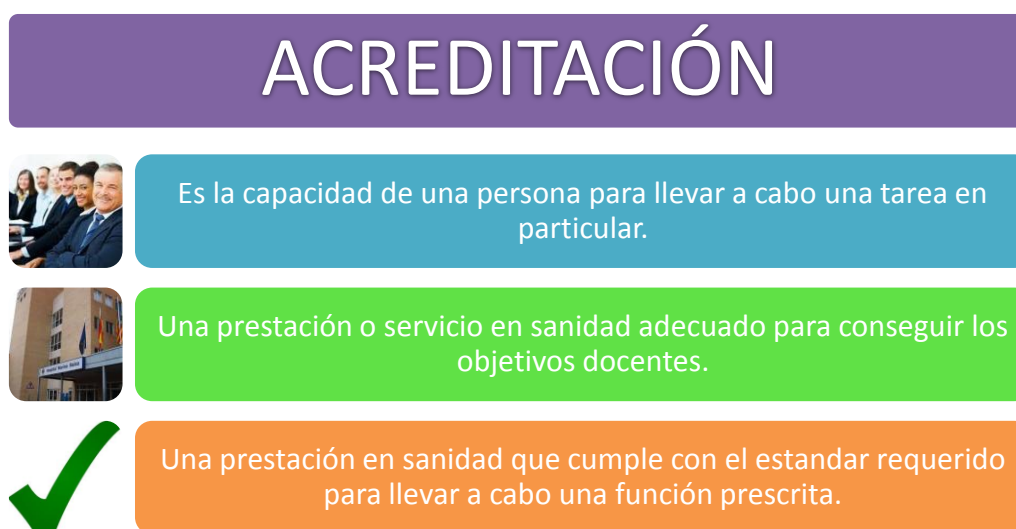 ACREDITACIÓN
Es la capacidad de una persona para llevar a cabo una tarea en
particular.
Una prestación o servicio en sanidad adecuado para conseguir los
objetivos docentes.
Una prestación en sanidad que cumple con el estandar requerido
para llevar a cabo una función prescrita.